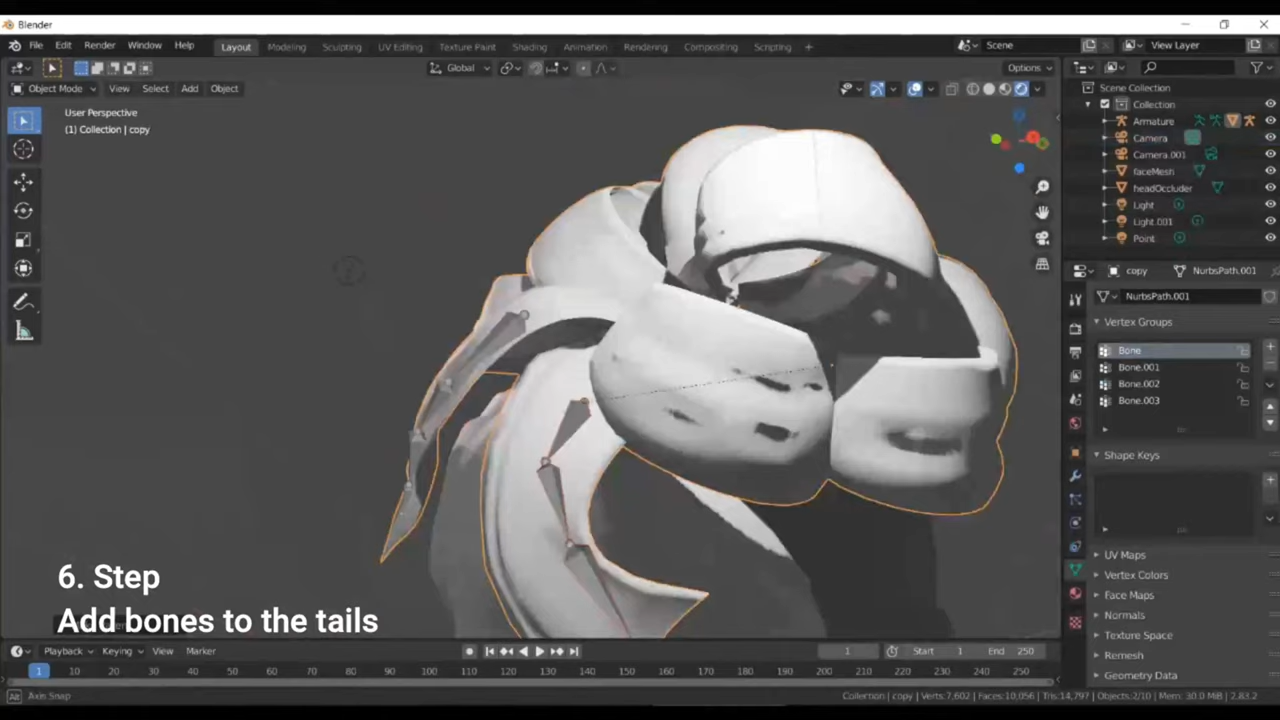 Blender
File Edit Render Window Help Layout Modeling Sculpting UV Editing Texture Paint Shading Animation Rendering Compositing Scripting + Scene View Layer
Global Options
Object Mode View Select Add Object
User Perspective
(1) Collection | copy
Scene Collection
Collection
Armature
Camera
Camera.001
faceMesh
headOccluder
Light
Light.001
Point
copy NurbsPath.001
NurbsPath.001
Vertex Groups
Bone
Bone.001
Bone.002
Bone.003
Shape Keys
UV Maps
Vertex Colors
Face Maps
Normals
Texture Space
Remesh
Geometry Data
6. Step
Add bones to the tails
Playback Keying View Marker 1 Start 1 End 250
1 10 20 30 40 50 60 70 80 90 100 110 120 130 140 150 160 170 180 190 200 210 220 230 240 250
Alt Axis Snap Collection | copy | Verts:7,602 | Faces:10,056 | Tris:14,797 | Objects:2/10 | Mem: 30.0 MiB | 2.83.2